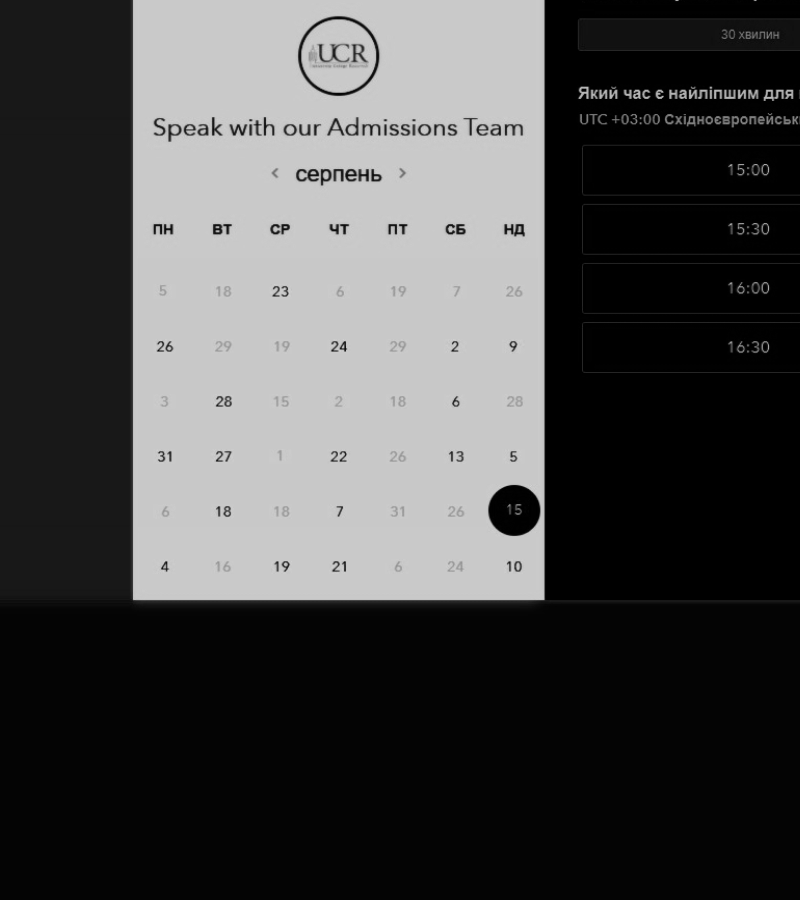 UCR
Speak with our Admissions Team
серпень
ПН ВТ СР ЧТ ПТ СБ НД
5 18 23 6 19 7 26
26 29 19 24 29 2 9
3 28 15 2 18 6 28
31 27 1 22 26 13 5
6 18 18 7 31 26 15
4 16 19 21 6 24 10
30 хвилин
Який час є найліпшим для
UTC +03:00 Східноєвропейськ
15:00
15:30
16:00
16:30